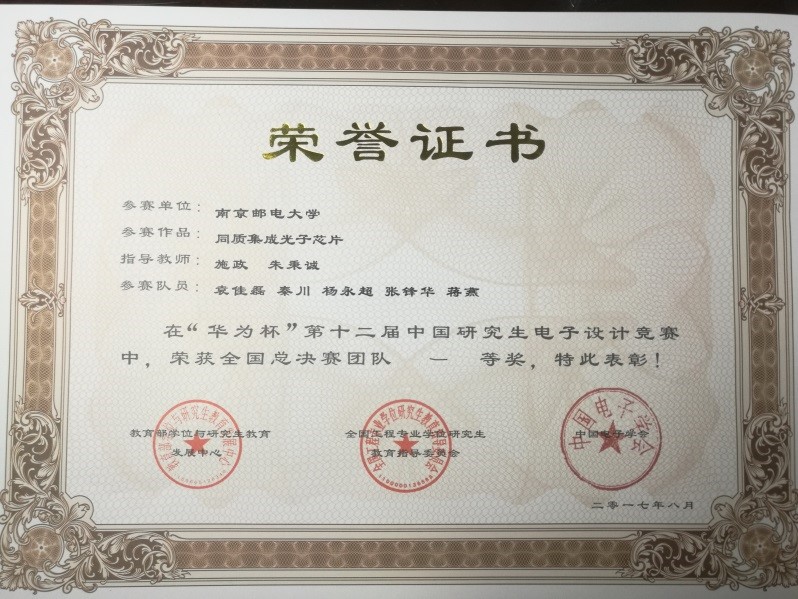 荣誉证书
参赛单位：南京邮电大学
参赛作品：同质集成光子芯片
指导教师：施政 朱秉诚
参赛队员：袁佳磊 秦川 杨永超 张锋华 蒋燕
在“华为杯”第十二届中国研究生电子设计竞赛
中，荣获全国总决赛团队 一 等奖，特此表彰！
教育部学位与研究生教育
发展中心
全国工程专业学位研究生
教育指导委员会
中国电子学会
中国电子学会
二零一七年八月